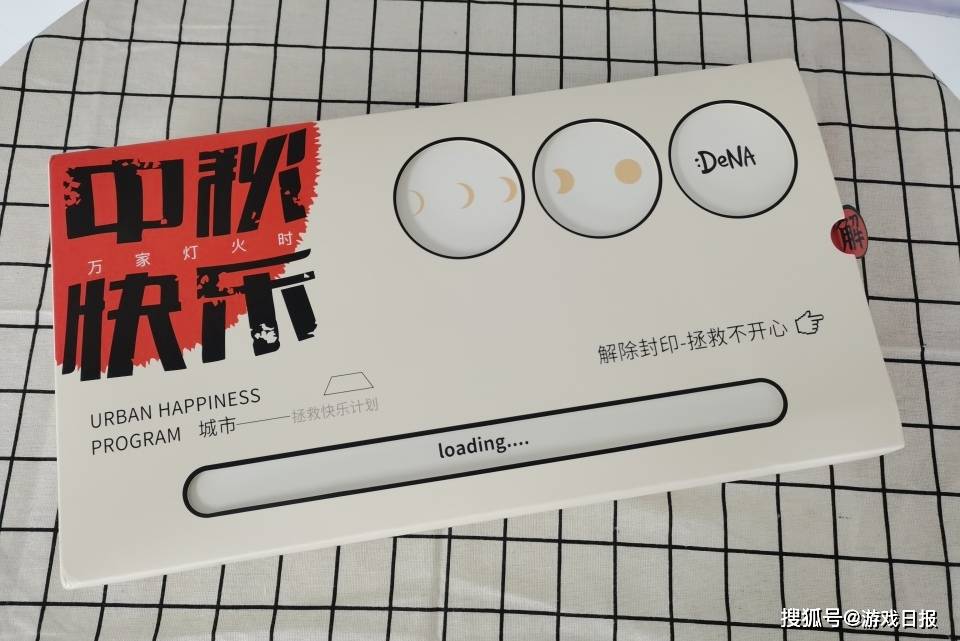 中秋
万家灯火时
快乐
:DeNA
解
解除封印-拯救不开心
URBAN HAPPINESS
PROGRAM 城市——拯救快乐计划
loading....
搜狐号@游戏日报